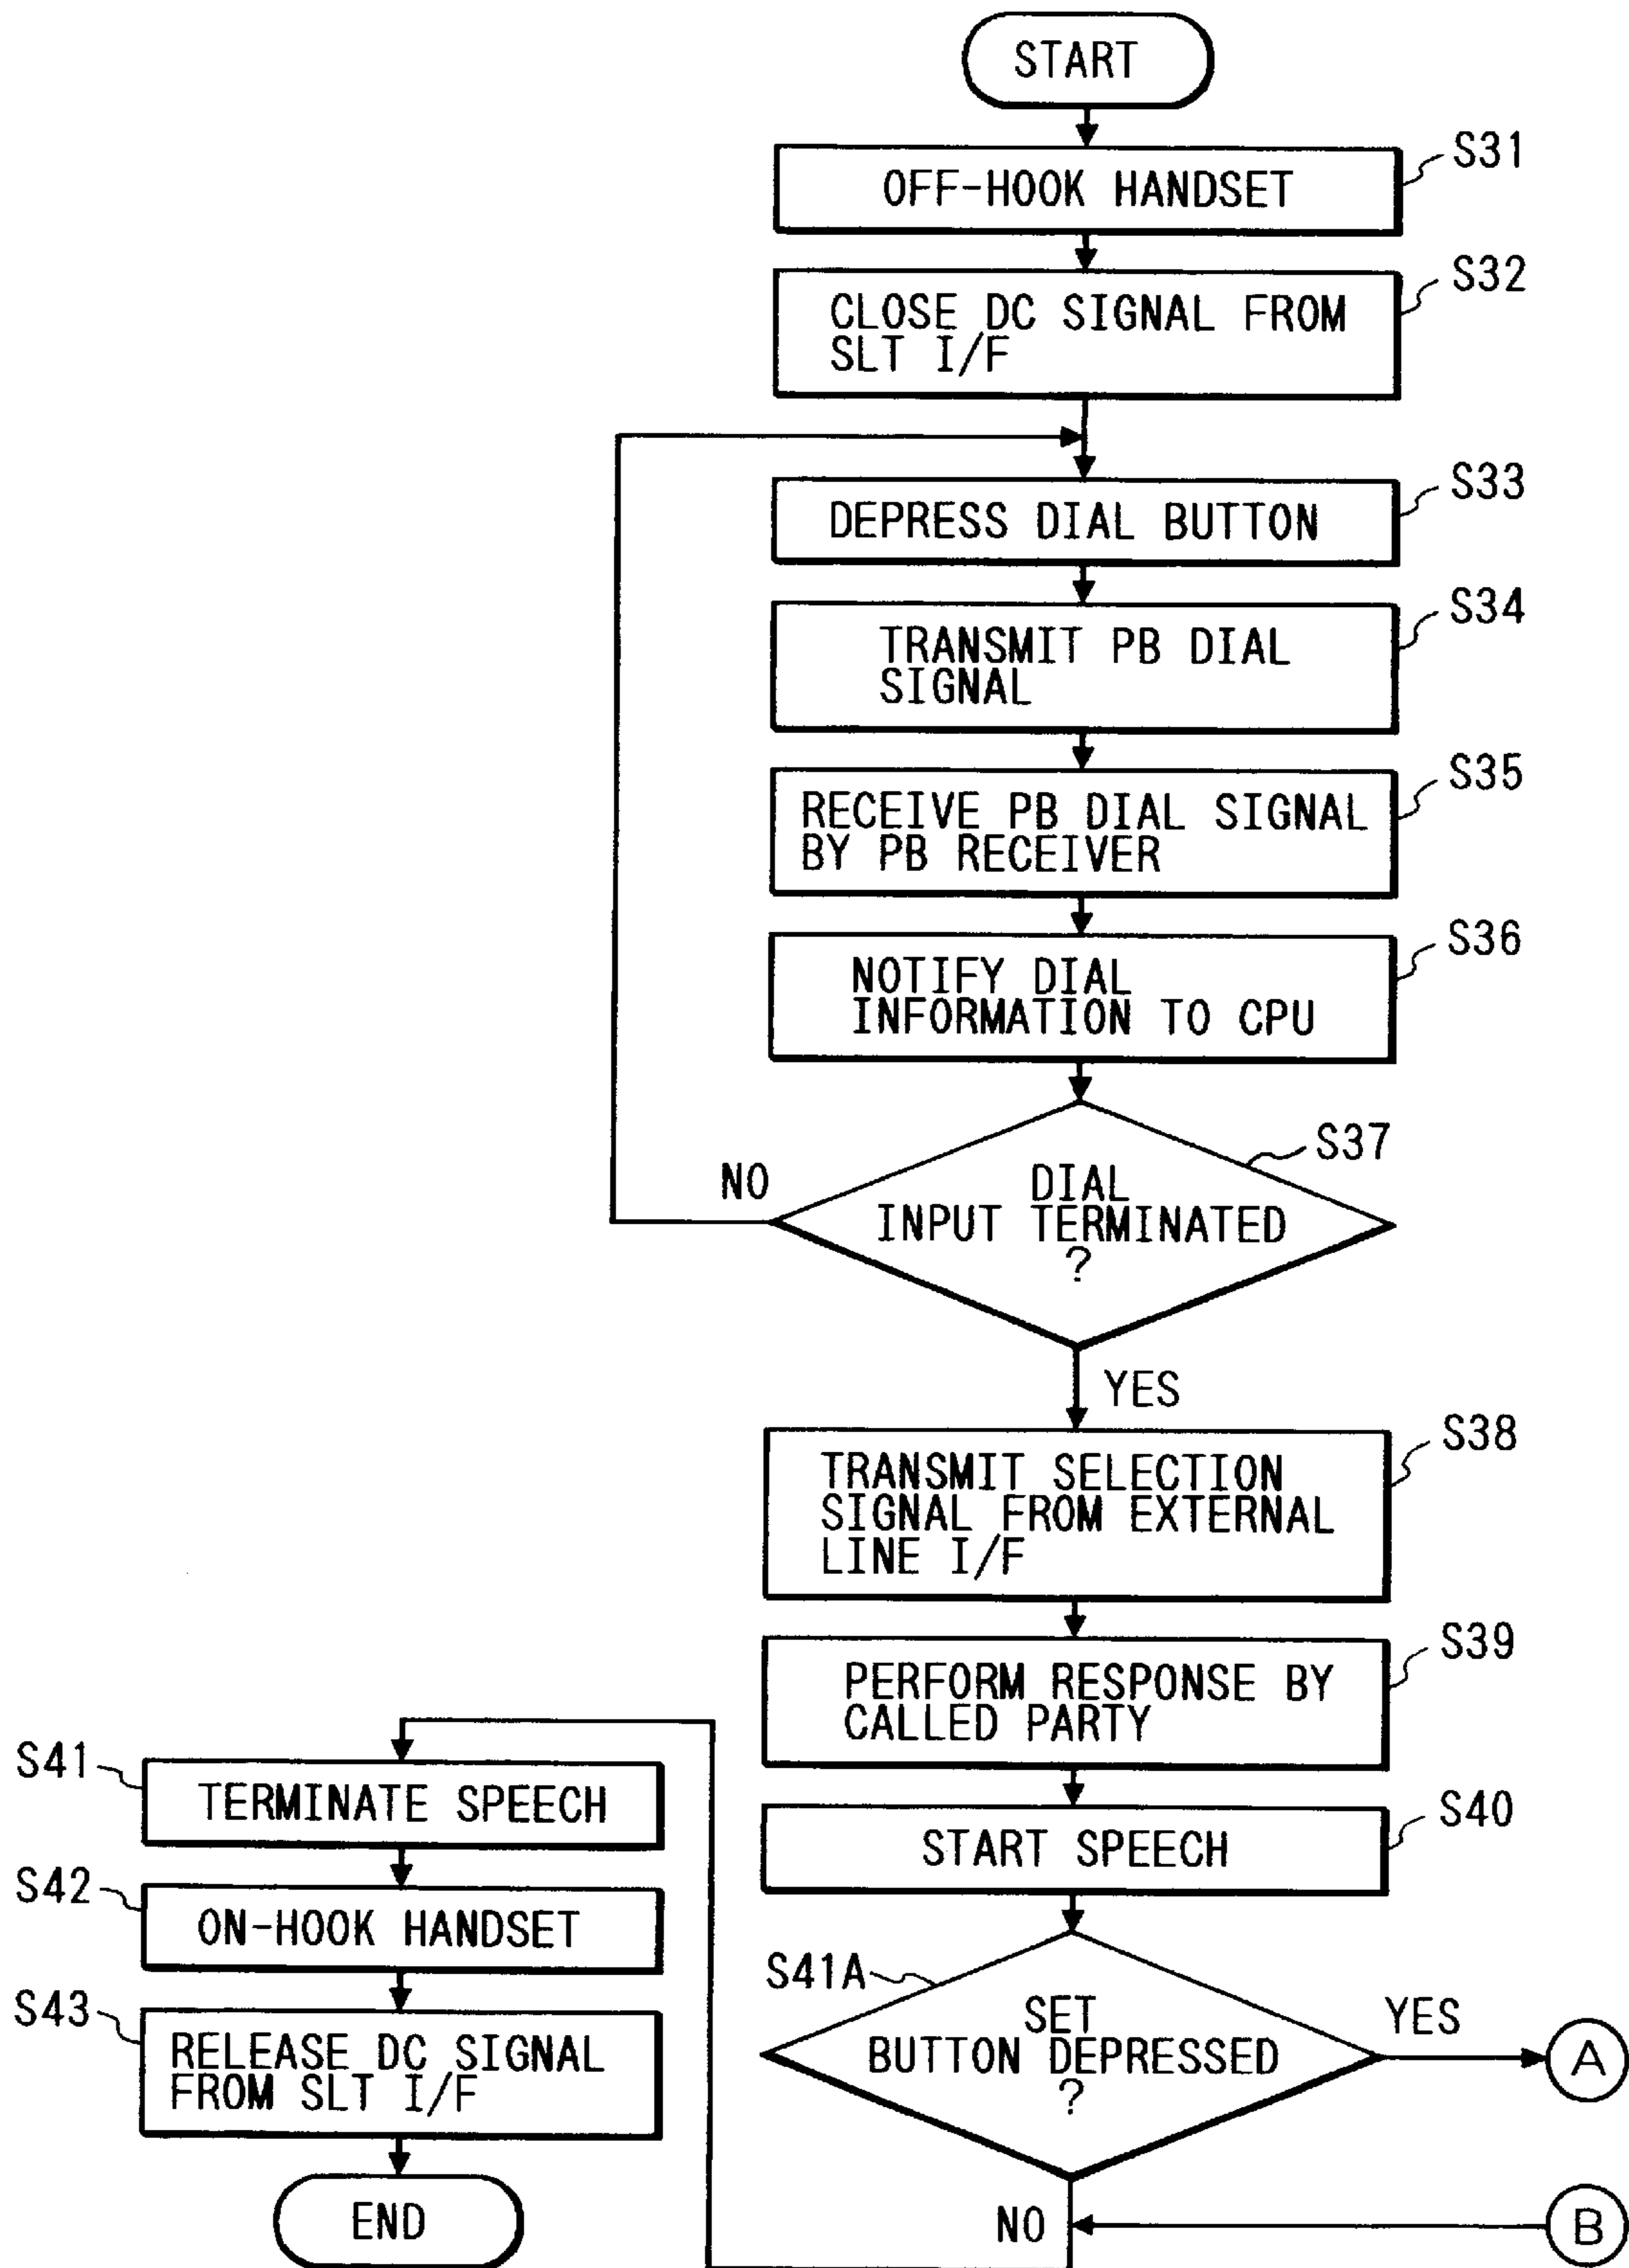 START
S31
OFF-HOOK HANDSET
S32
CLOSE DC SIGNAL FROM
SLT I/F
S33
DEPRESS DIAL BUTTON
S34
TRANSMIT PB DIAL
SIGNAL
S35
RECEIVE PB DIAL SIGNAL
BY PB RECEIVER
S36
NOTIFY DIAL
INFORMATION TO CPU
S37
DIAL
INPUT TERMINATED
?
NO
YES
S38
TRANSMIT SELECTION
SIGNAL FROM EXTERNAL
LINE I/F
S39
PERFORM RESPONSE BY
CALLED PARTY
S40
START SPEECH
S41A
SET
BUTTON DEPRESSED
?
YES
A
NO
B
S41
TERMINATE SPEECH
S42
ON-HOOK HANDSET
S43
RELEASE DC SIGNAL
FROM SLT I/F
END